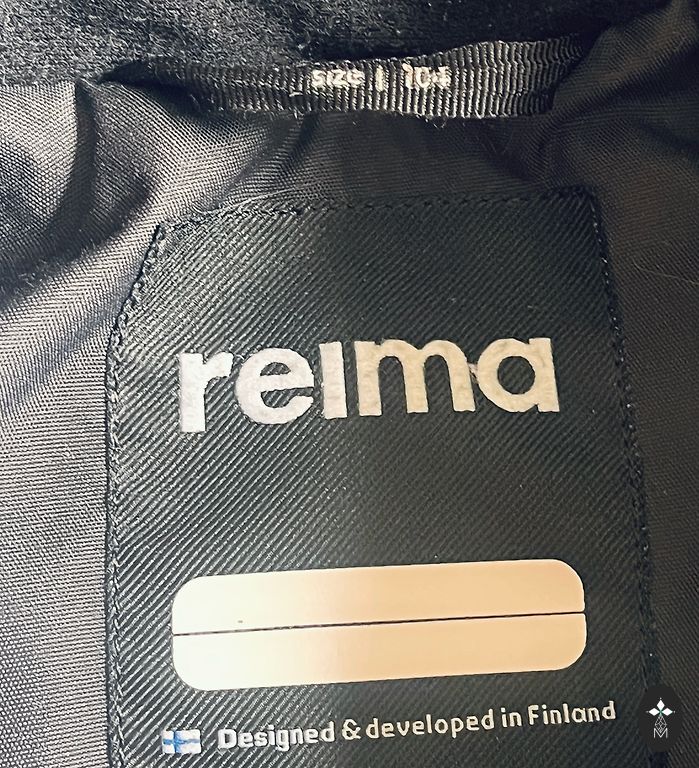 size | 104
reima
Designed & developed in Finland